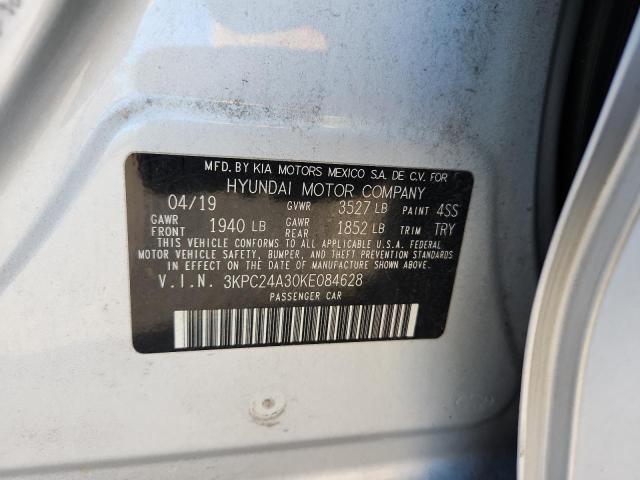 MFD. BY KIA MOTORS MEXICO S.A. DE C.V. FOR
HYUNDAI MOTOR COMPANY
04/19 GVWR 3527 LB PAINT 4SS
GAWR FRONT 1940 LB GAWR REAR 1852 LB TRIM TRY
THIS VEHICLE CONFORMS TO ALL APPLICABLE U.S.A. FEDERAL
MOTOR VEHICLE SAFETY, BUMPER, AND THEFT PREVENTION STANDARDS
IN EFFECT ON THE DATE OF MANUFACTURE SHOWN ABOVE.
V.I.N. 3KPC24A30KE084628
PASSENGER CAR